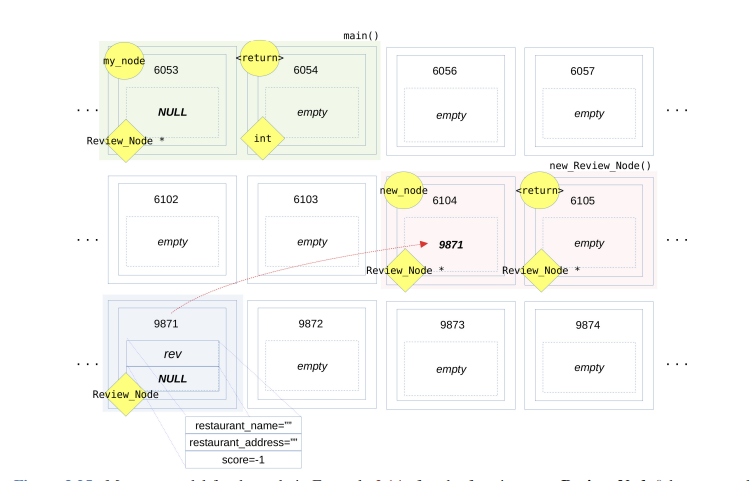 main()
my_node
<return>
6053
6054
6056
6057
...
NULL
empty
empty
empty
...
Review_Node *
int
new_Review_Node()
new_node
<return>
6102
6103
6104
6105
...
empty
empty
9871
empty
...
Review_Node *
Review_Node *
9871
9872
9873
9874
...
rev
NULL
empty
empty
empty
...
Review_Node
restaurant_name=""
restaurant_address=""
score=-1